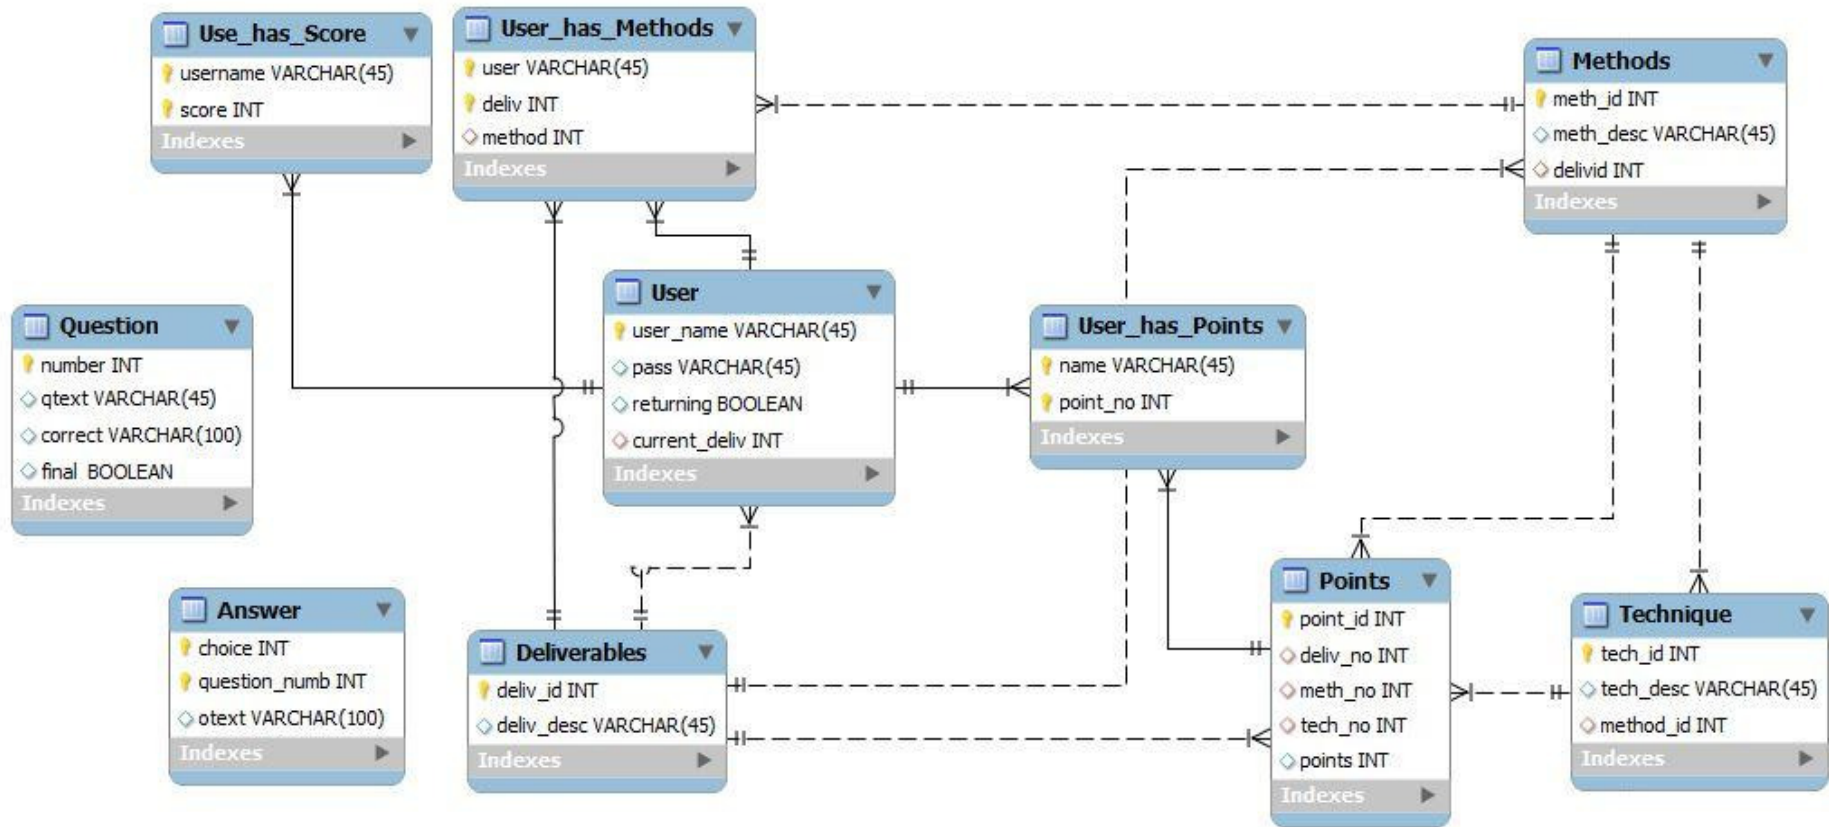 Use_has_Score
username VARCHAR(45)
score INT
Indexes
User_has_Methods
user VARCHAR(45)
deliv INT
method INT
Indexes
Methods
meth_id INT
meth_desc VARCHAR(45)
delivid INT
Indexes
Question
number INT
qtext VARCHAR(45)
correct VARCHAR(100)
final BOOLEAN
Indexes
User
user_name VARCHAR(45)
pass VARCHAR(45)
returning BOOLEAN
current_deliv INT
Indexes
User_has_Points
name VARCHAR(45)
point_no INT
Indexes
Answer
choice INT
question_numb INT
otext VARCHAR(100)
Indexes
Deliverables
deliv_id INT
deliv_desc VARCHAR(45)
Indexes
Points
point_id INT
deliv_no INT
meth_no INT
tech_no INT
points INT
Indexes
Technique
tech_id INT
tech_desc VARCHAR(45)
method_id INT
Indexes